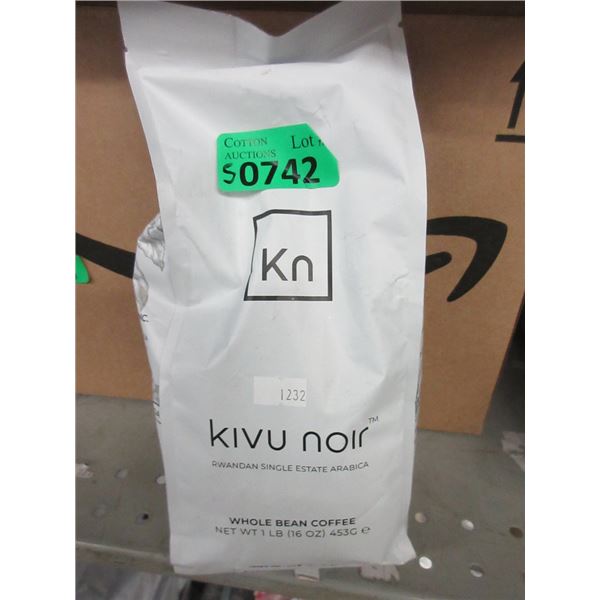 COTTON Lot
AUCTIONS
S0742
Kn
1232
KIVU noir™
RWANDAN SINGLE ESTATE ARABICA
WHOLE BEAN COFFEE
NET WT 1 LB (16 OZ) 453G ℮